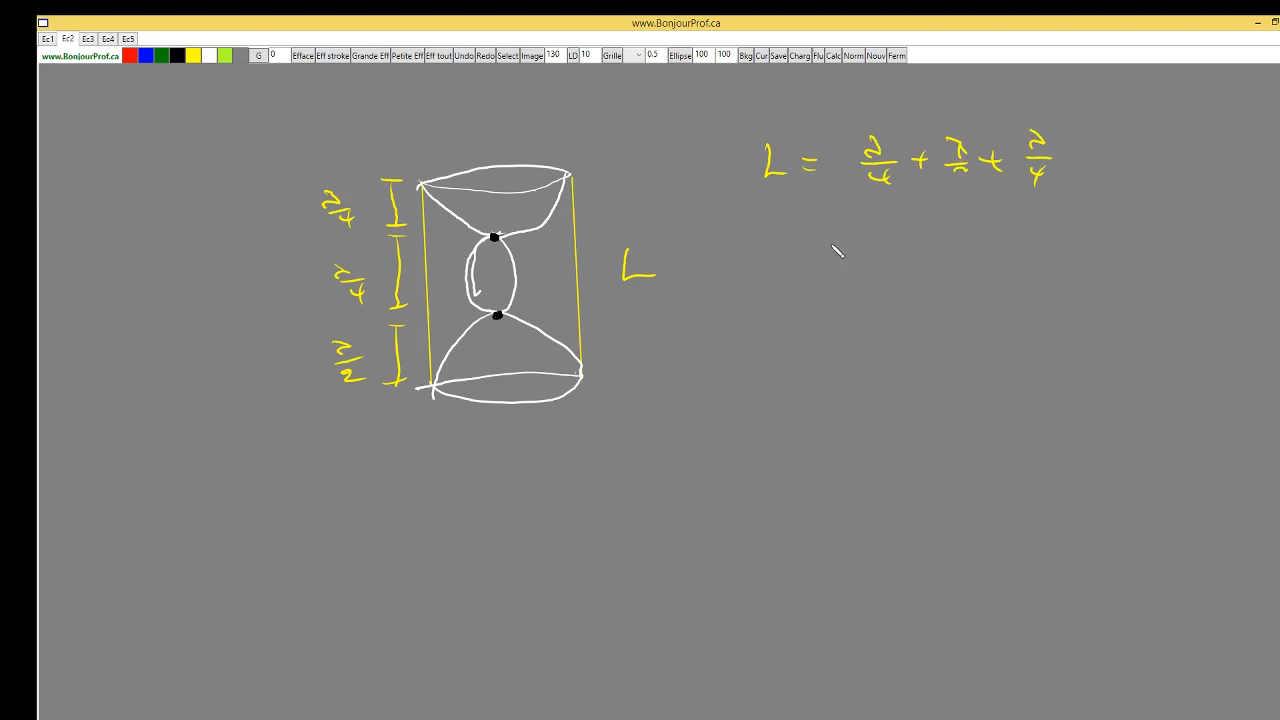 www.BonjourProf.ca
Ec1 Ec2 Ec3 Ec4 Ec5
www.BonjourProf.ca G 0 Efface Eff stroke Grande Eff Petite Eff Eff tout Undo Redo Select Image 130 LD 10 Grille 0.5 Ellipse 100 100 Bkg Cur Save Charg Flu Calc Norm Nouv Ferm
L = λ/4 + λ/2 + λ/4
λ/4
λ/4
L
λ/2